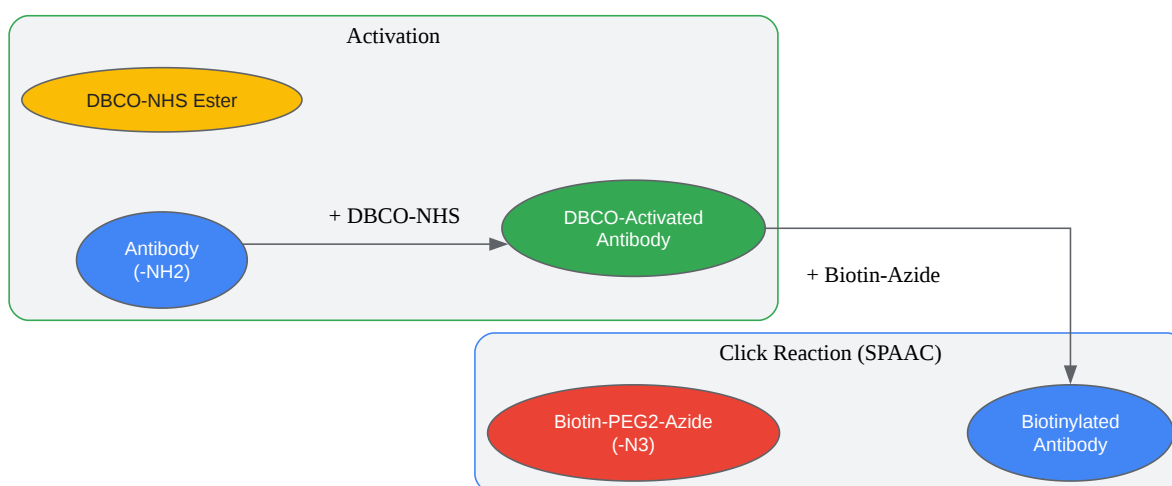 Activation
DBCO-NHS Ester
+ DBCO-NHS
DBCO-Activated
Antibody
Antibody
(-NH2)
+ Biotin-Azide
Click Reaction (SPAAC)
Biotin-PEG2-Azide
(-N3)
Biotinylated
Antibody